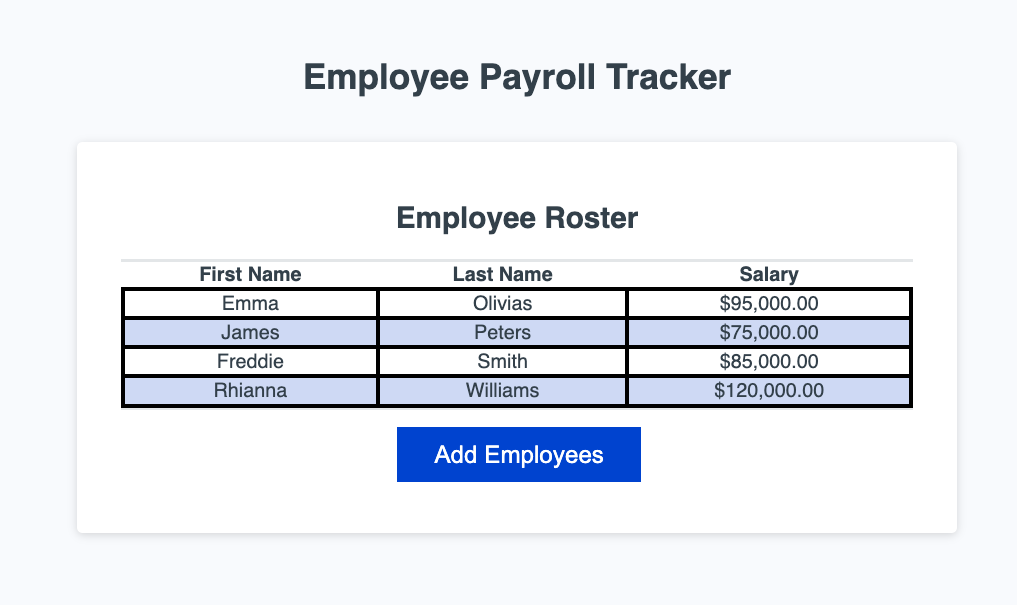 Employee Payroll Tracker
Employee Roster
First Name Last Name Salary
Emma Olivias $95,000.00
James Peters $75,000.00
Freddie Smith $85,000.00
Rhianna Williams $120,000.00
Add Employees